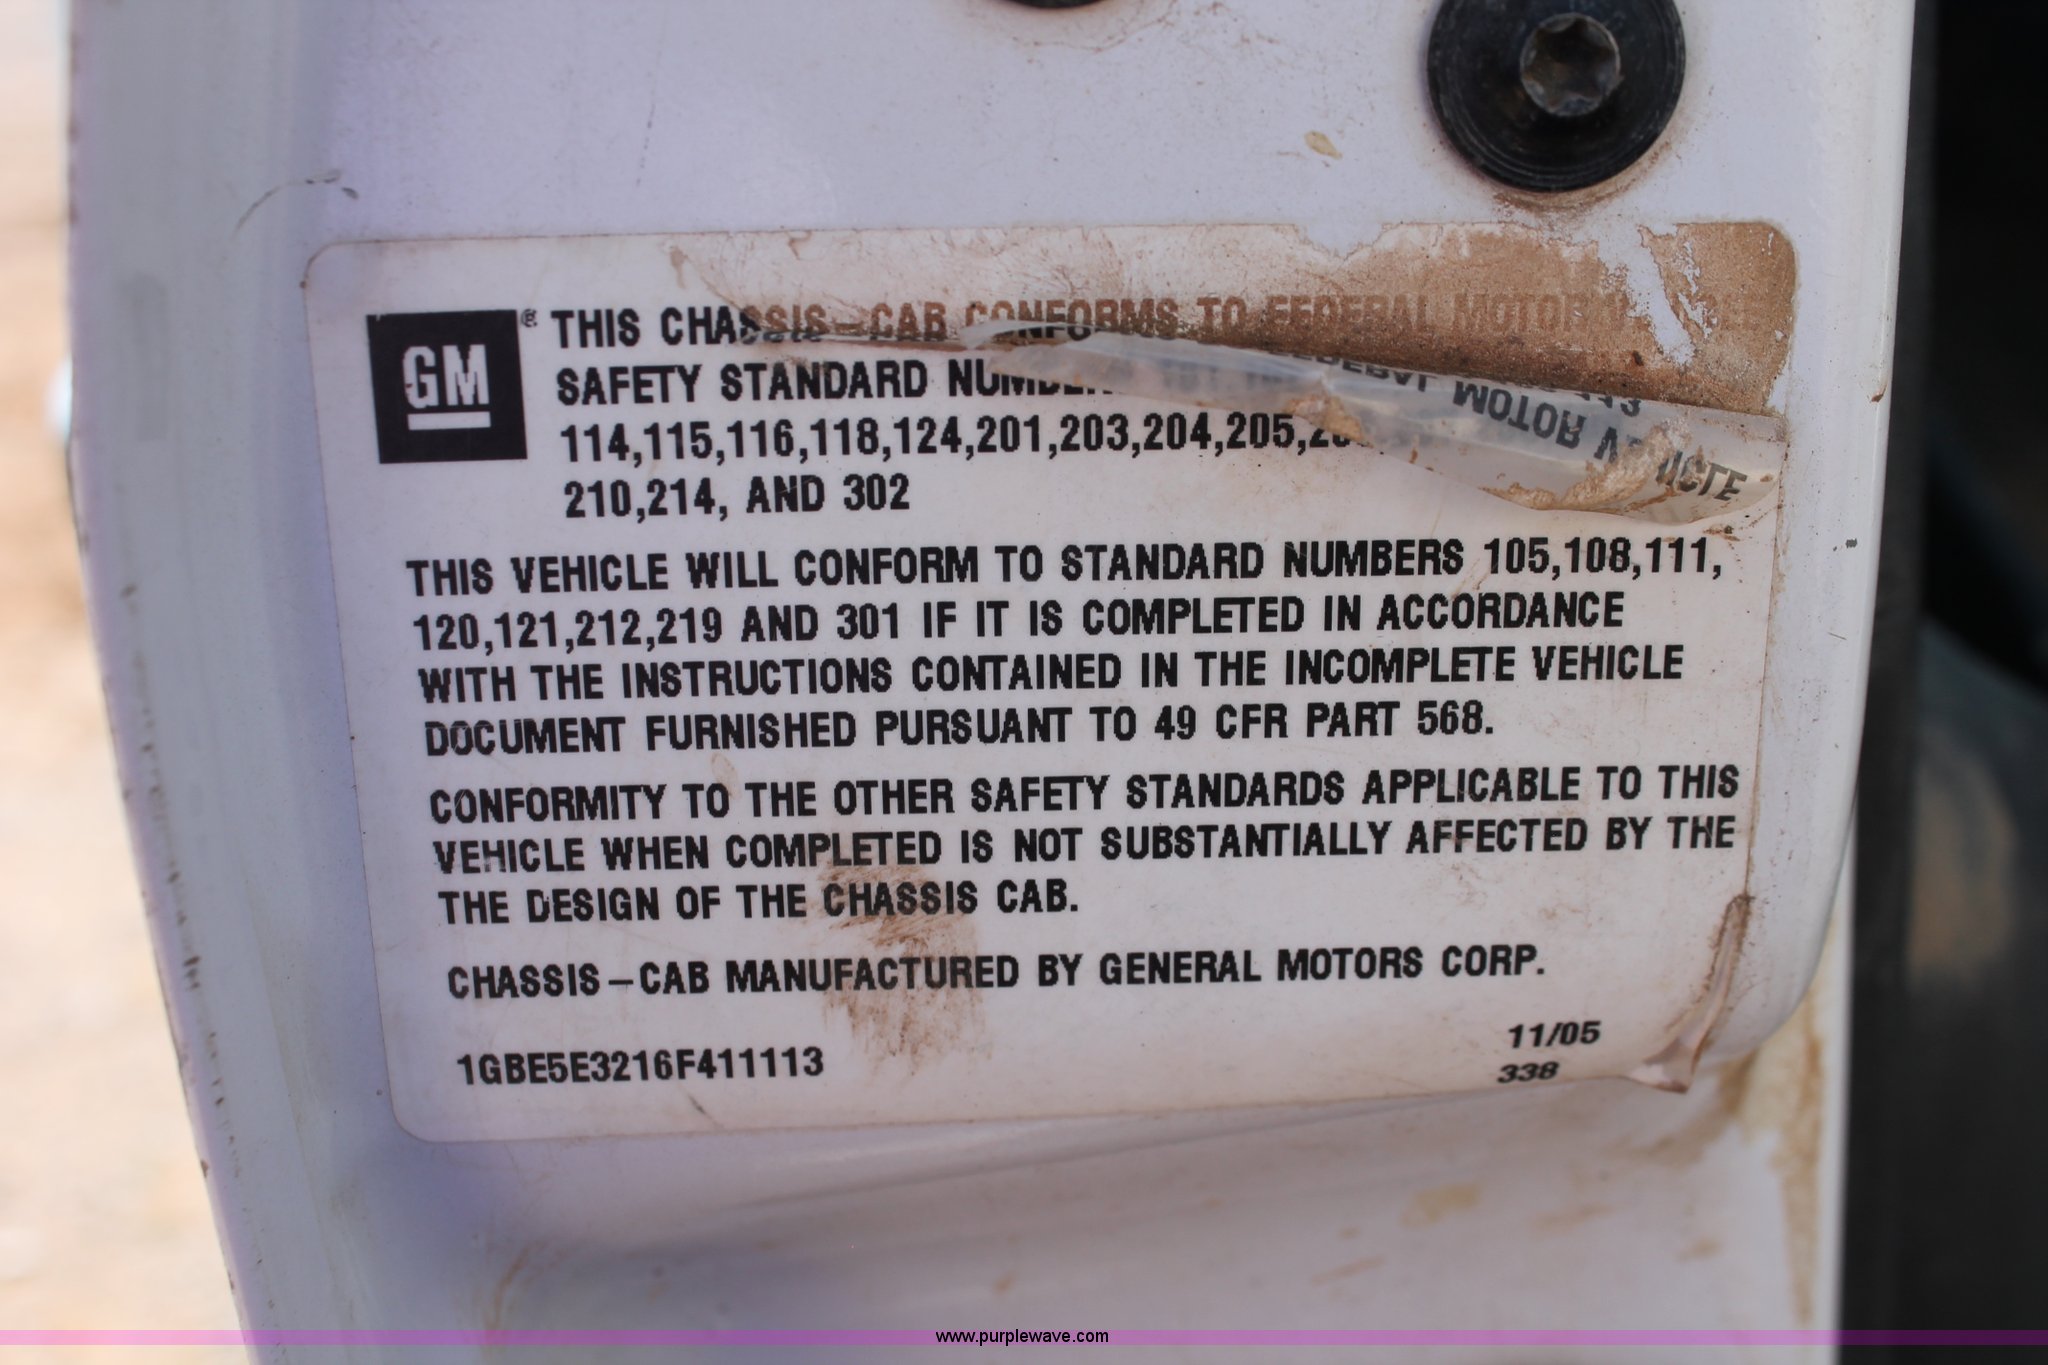 GM
®
THIS CHASSIS-CAB CONFORMS TO FEDERAL MOTOR VEHICLE
SAFETY STANDARD
114,115,116,118,124,201,203,204,205,
210,214, AND 302
THIS VEHICLE WILL CONFORM TO STANDARD NUMBERS 105,108,111,
120,121,212,219 AND 301 IF IT IS COMPLETED IN ACCORDANCE
WITH THE INSTRUCTIONS CONTAINED IN THE INCOMPLETE VEHICLE
DOCUMENT FURNISHED PURSUANT TO 49 CFR PART 568.
CONFORMITY TO THE OTHER SAFETY STANDARDS APPLICABLE TO THIS
VEHICLE WHEN COMPLETED IS NOT SUBSTANTIALLY AFFECTED BY THE
THE DESIGN OF THE CHASSIS CAB.
CHASSIS-CAB MANUFACTURED BY GENERAL MOTORS CORP.
11/05
1GBE5E3216F411113
338
www.purplewave.com